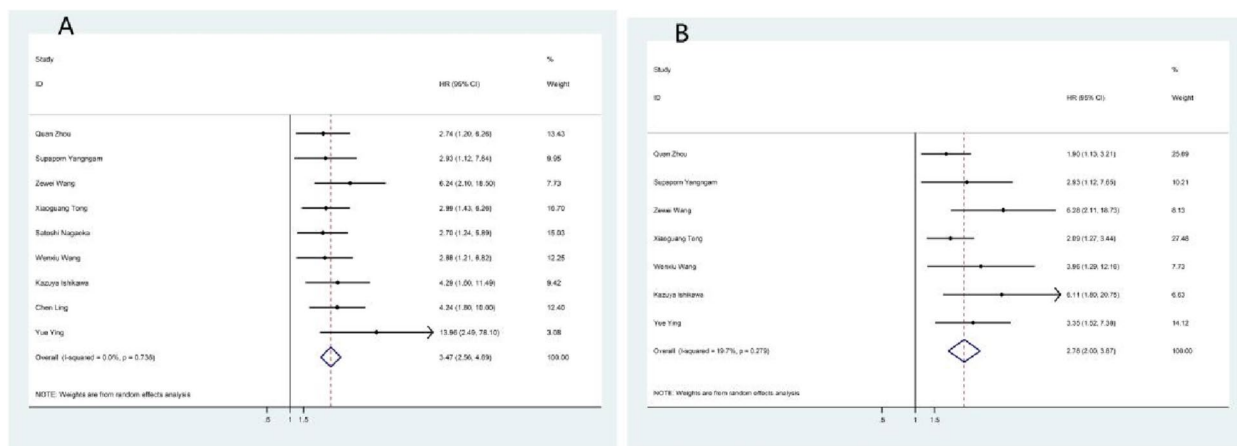 A
Study %
ID HR (95% CI) Weight
Quan Zhou 2.74 (1.20, 6.26) 13.43
Supaporn Yangngam 2.93 (1.12, 7.64) 9.95
Zewei Wang 6.24 (2.10, 18.50) 7.73
Xiaoguang Tong 2.99 (1.43, 6.26) 16.70
Satoshi Nagaoka 2.70 (1.24, 5.89) 15.03
Wenxiu Wang 2.88 (1.21, 6.82) 12.25
Kazuya Ishikawa 4.29 (1.60, 11.49) 9.42
Chen Ling 4.24 (1.80, 10.00) 12.40
Yue Ying 13.96 (2.49, 78.10) 3.08
Overall (I-squared = 0.0%, p = 0.738) 3.47 (2.56, 4.69) 100.00
NOTE: Weights are from random effects analysis
.5 1 1.5
B
Study %
ID HR (95% CI) Weight
Quan Zhou 1.90 (1.13, 3.21) 25.69
Supaporn Yangngam 2.93 (1.12, 7.65) 10.21
Zewei Wang 6.28 (2.11, 18.73) 8.13
Xiaoguang Tong 2.09 (1.27, 3.44) 27.48
Wenxiu Wang 3.96 (1.29, 12.16) 7.73
Kazuya Ishikawa 6.11 (1.80, 20.75) 6.63
Yue Ying 3.35 (1.52, 7.39) 14.12
Overall (I-squared = 19.7%, p = 0.279) 2.78 (2.00, 3.87) 100.00
NOTE: Weights are from random effects analysis
.5 1 1.5